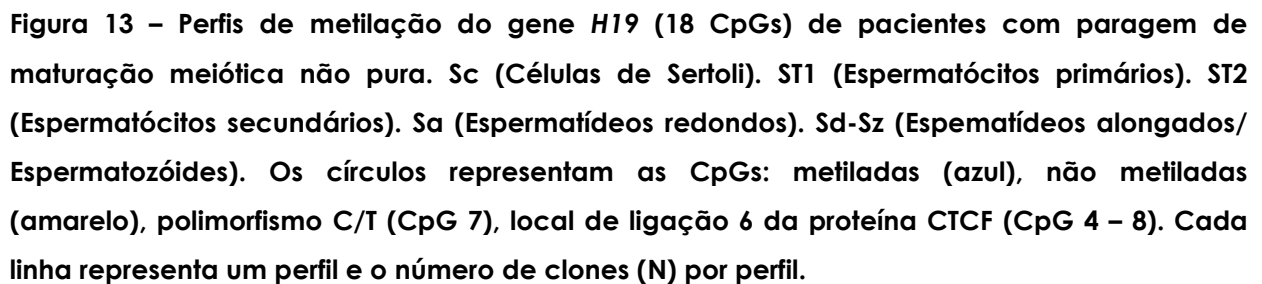 Figura 13 – Perfis de metilação do gene H19 (18 CpGs) de pacientes com paragem de
maturação meiótica não pura. Sc (Células de Sertoli). ST1 (Espermatócitos primários). ST2
(Espermatócitos secundários). Sa (Espermatídeos redondos). Sd-Sz (Espematídeos alongados/
Espermatozóides). Os círculos representam as CpGs: metiladas (azul), não metiladas
(amarelo), polimorfismo C/T (CpG 7), local de ligação 6 da proteína CTCF (CpG 4 – 8). Cada
linha representa um perfil e o número de clones (N) por perfil.